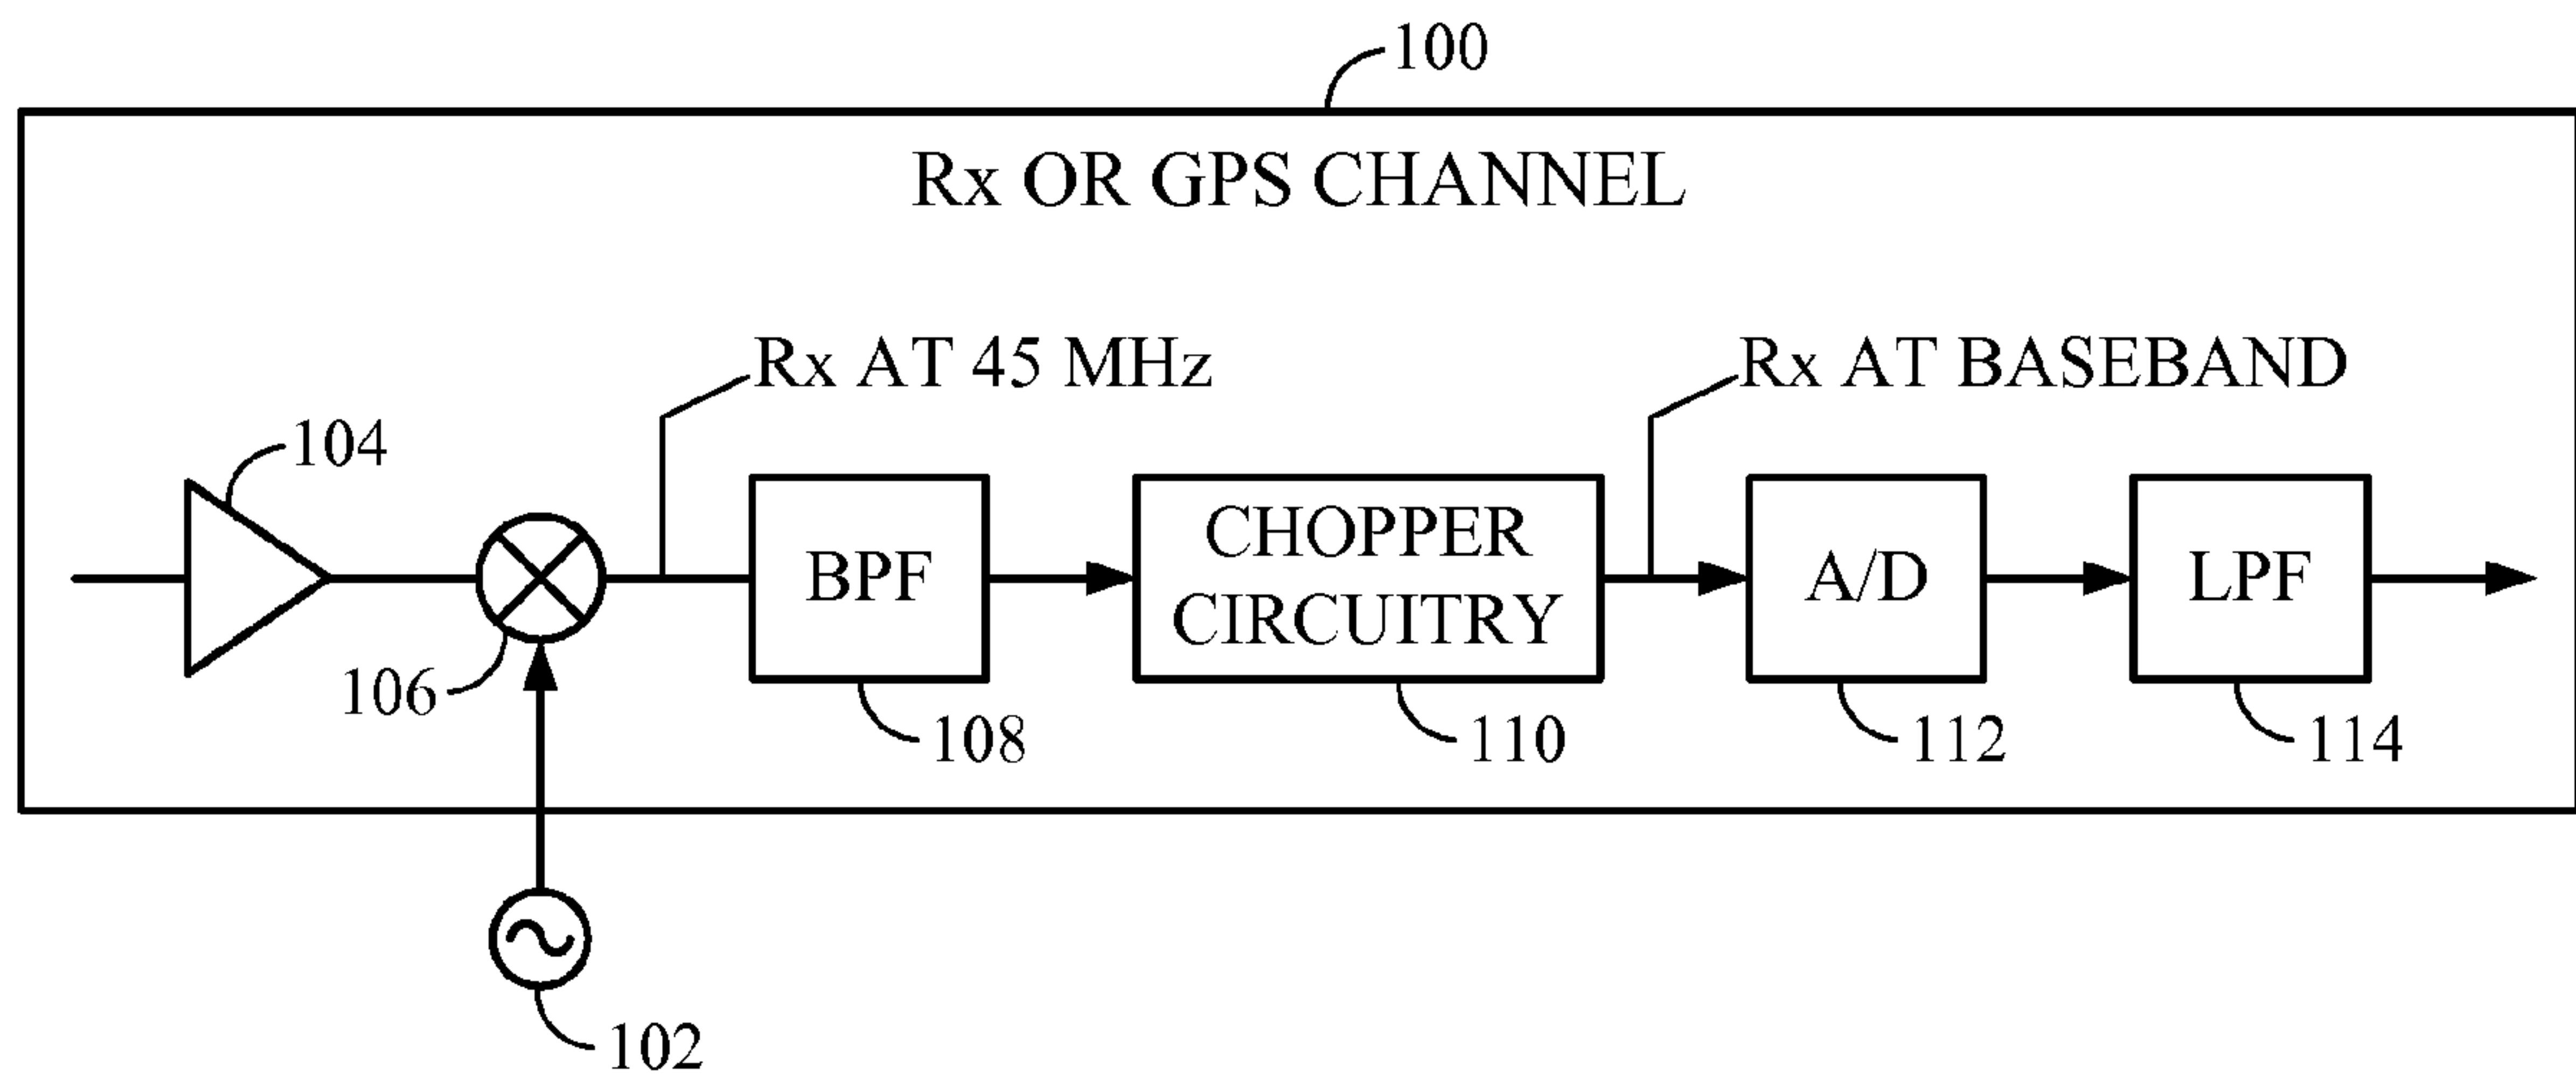 100
Rx OR GPS CHANNEL
Rx AT 45 MHz
Rx AT BASEBAND
104
106
BPF
108
CHOPPER
CIRCUITRY
110
A/D
112
LPF
114
102